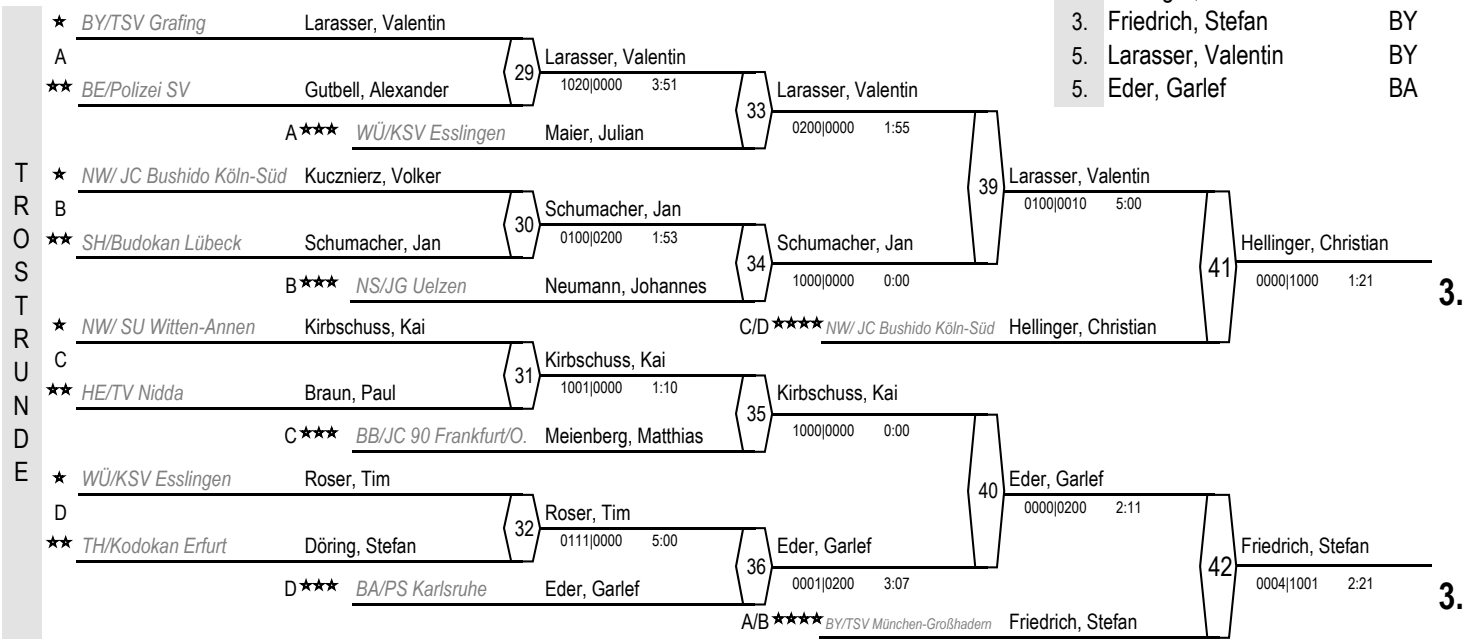 3. Friedrich, Stefan BY
5. Larasser, Valentin BY
5. Eder, Garlef BA
TROSTRUNDE
★ BY/TSV Grafing Larasser, Valentin
A
★★ BE/Polizei SV Gutbell, Alexander
29
Larasser, Valentin
1020|0000 3:51
A★★★ WÜ/KSV Esslingen Maier, Julian
33
Larasser, Valentin
0200|0000 1:55
★ NW/ JC Bushido Köln-Süd Kucznierz, Volker
B
★★ SH/Budokan Lübeck Schumacher, Jan
30
Schumacher, Jan
0100|0200 1:53
B★★★ NS/JG Uelzen Neumann, Johannes
34
Schumacher, Jan
1000|0000 0:00
39
Larasser, Valentin
0100|0010 5:00
C/D★★★★ NW/ JC Bushido Köln-Süd Hellinger, Christian
41
Hellinger, Christian
0000|1000 1:21
3.
★ NW/ SU Witten-Annen Kirbschuss, Kai
C
★★ HE/TV Nidda Braun, Paul
31
Kirbschuss, Kai
1001|0000 1:10
C★★★ BB/JC 90 Frankfurt/O. Meienberg, Matthias
35
Kirbschuss, Kai
1000|0000 0:00
★ WÜ/KSV Esslingen Roser, Tim
D
★★ TH/Kodokan Erfurt Döring, Stefan
32
Roser, Tim
0111|0000 5:00
D★★★ BA/PS Karlsruhe Eder, Garlef
36
Eder, Garlef
0001|0200 3:07
40
Eder, Garlef
0000|0200 2:11
A/B★★★★ BY/TSV München-Großhadern Friedrich, Stefan
42
Friedrich, Stefan
0004|1001 2:21
3.